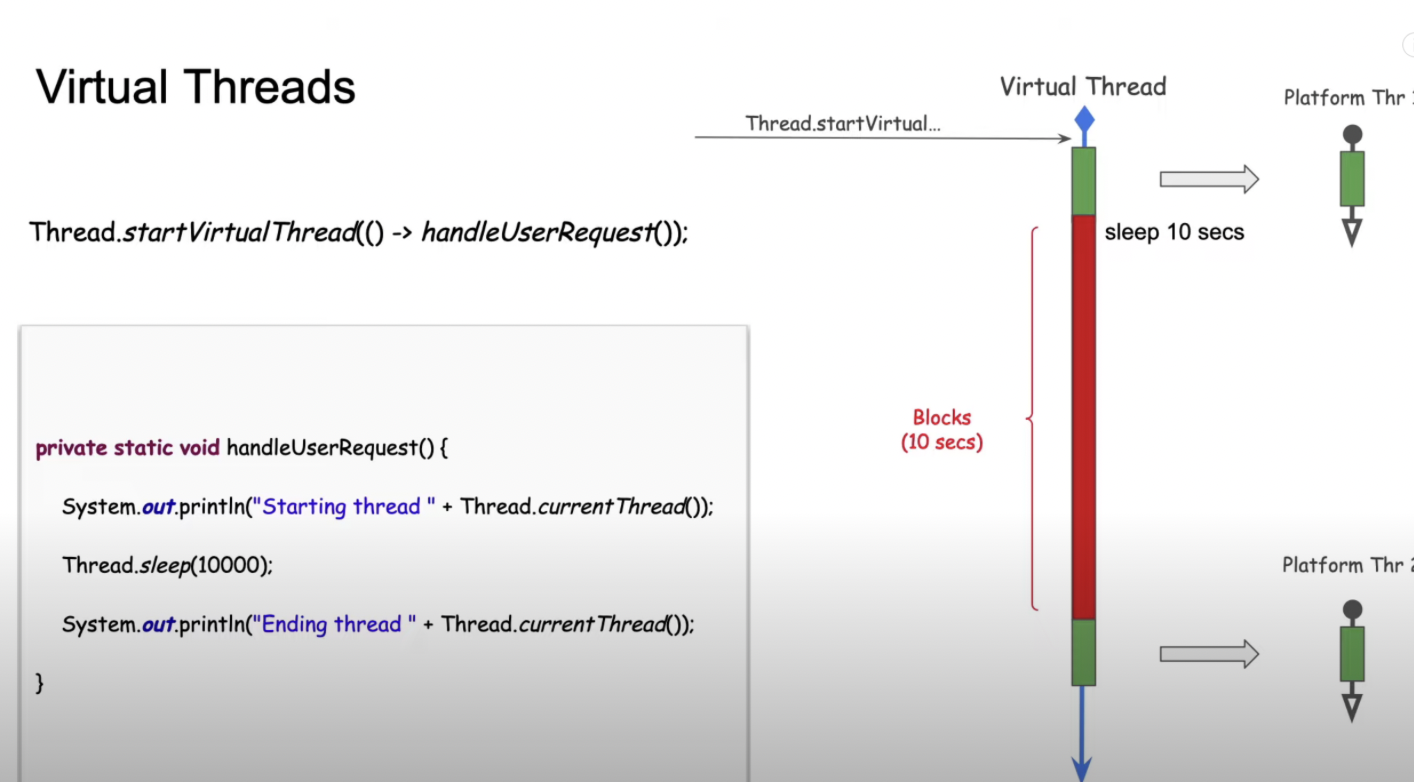 Virtual Threads
Thread.startVirtualThread(() -> handleUserRequest());
private static void handleUserRequest() {
System.out.println("Starting thread " + Thread.currentThread());
Thread.sleep(10000);
System.out.println("Ending thread " + Thread.currentThread());
}
Virtual Thread
Thread.startVirtual...
sleep 10 secs
Blocks
(10 secs)
Platform Thr
Platform Thr 2